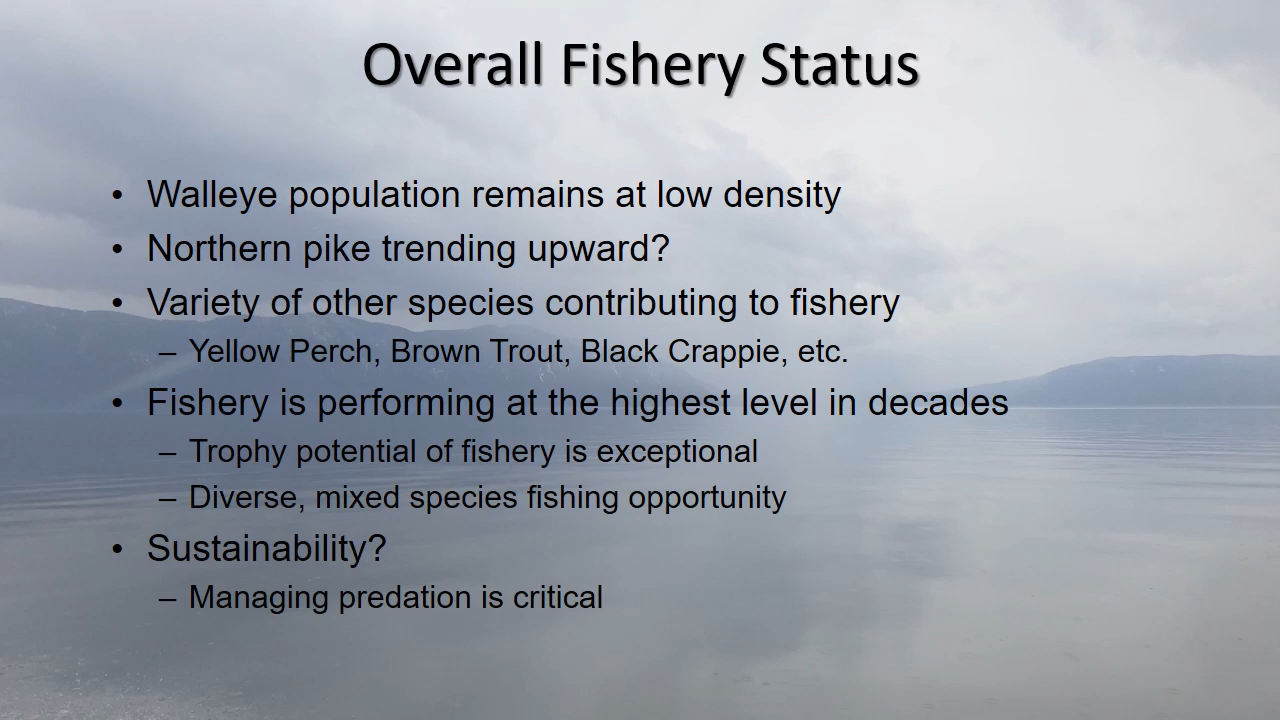 Overall Fishery Status
• Walleye population remains at low density
• Northern pike trending upward?
• Variety of other species contributing to fishery
– Yellow Perch, Brown Trout, Black Crappie, etc.
• Fishery is performing at the highest level in decades
– Trophy potential of fishery is exceptional
– Diverse, mixed species fishing opportunity
• Sustainability?
– Managing predation is critical